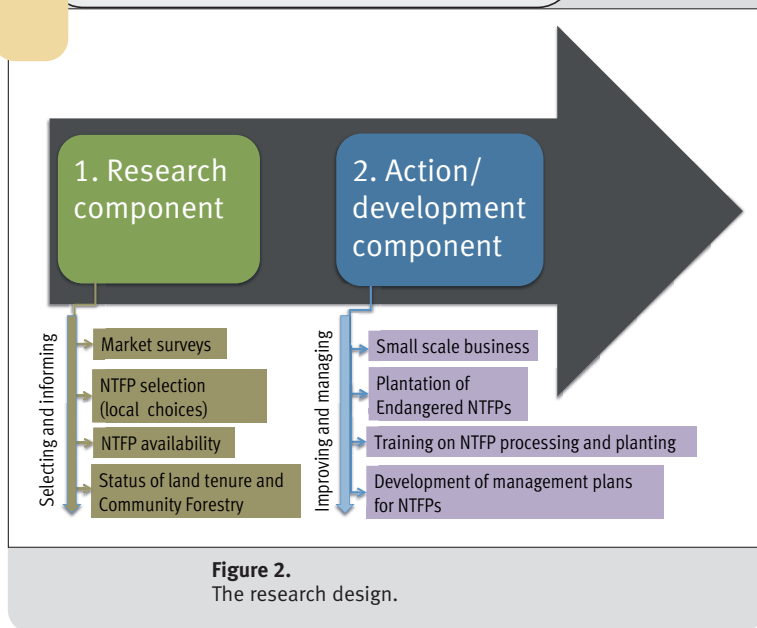 1. Research
component
2. Action/
development
component
Selecting and informing
Market surveys
NTFP selection
(local choices)
NTFP availability
Status of land tenure and
Community Forestry
Improving and managing
Small scale business
Plantation of
Endangered NTFPs
Training on NTFP processing and planting
Development of management plans
for NTFPs
Figure 2.
The research design.